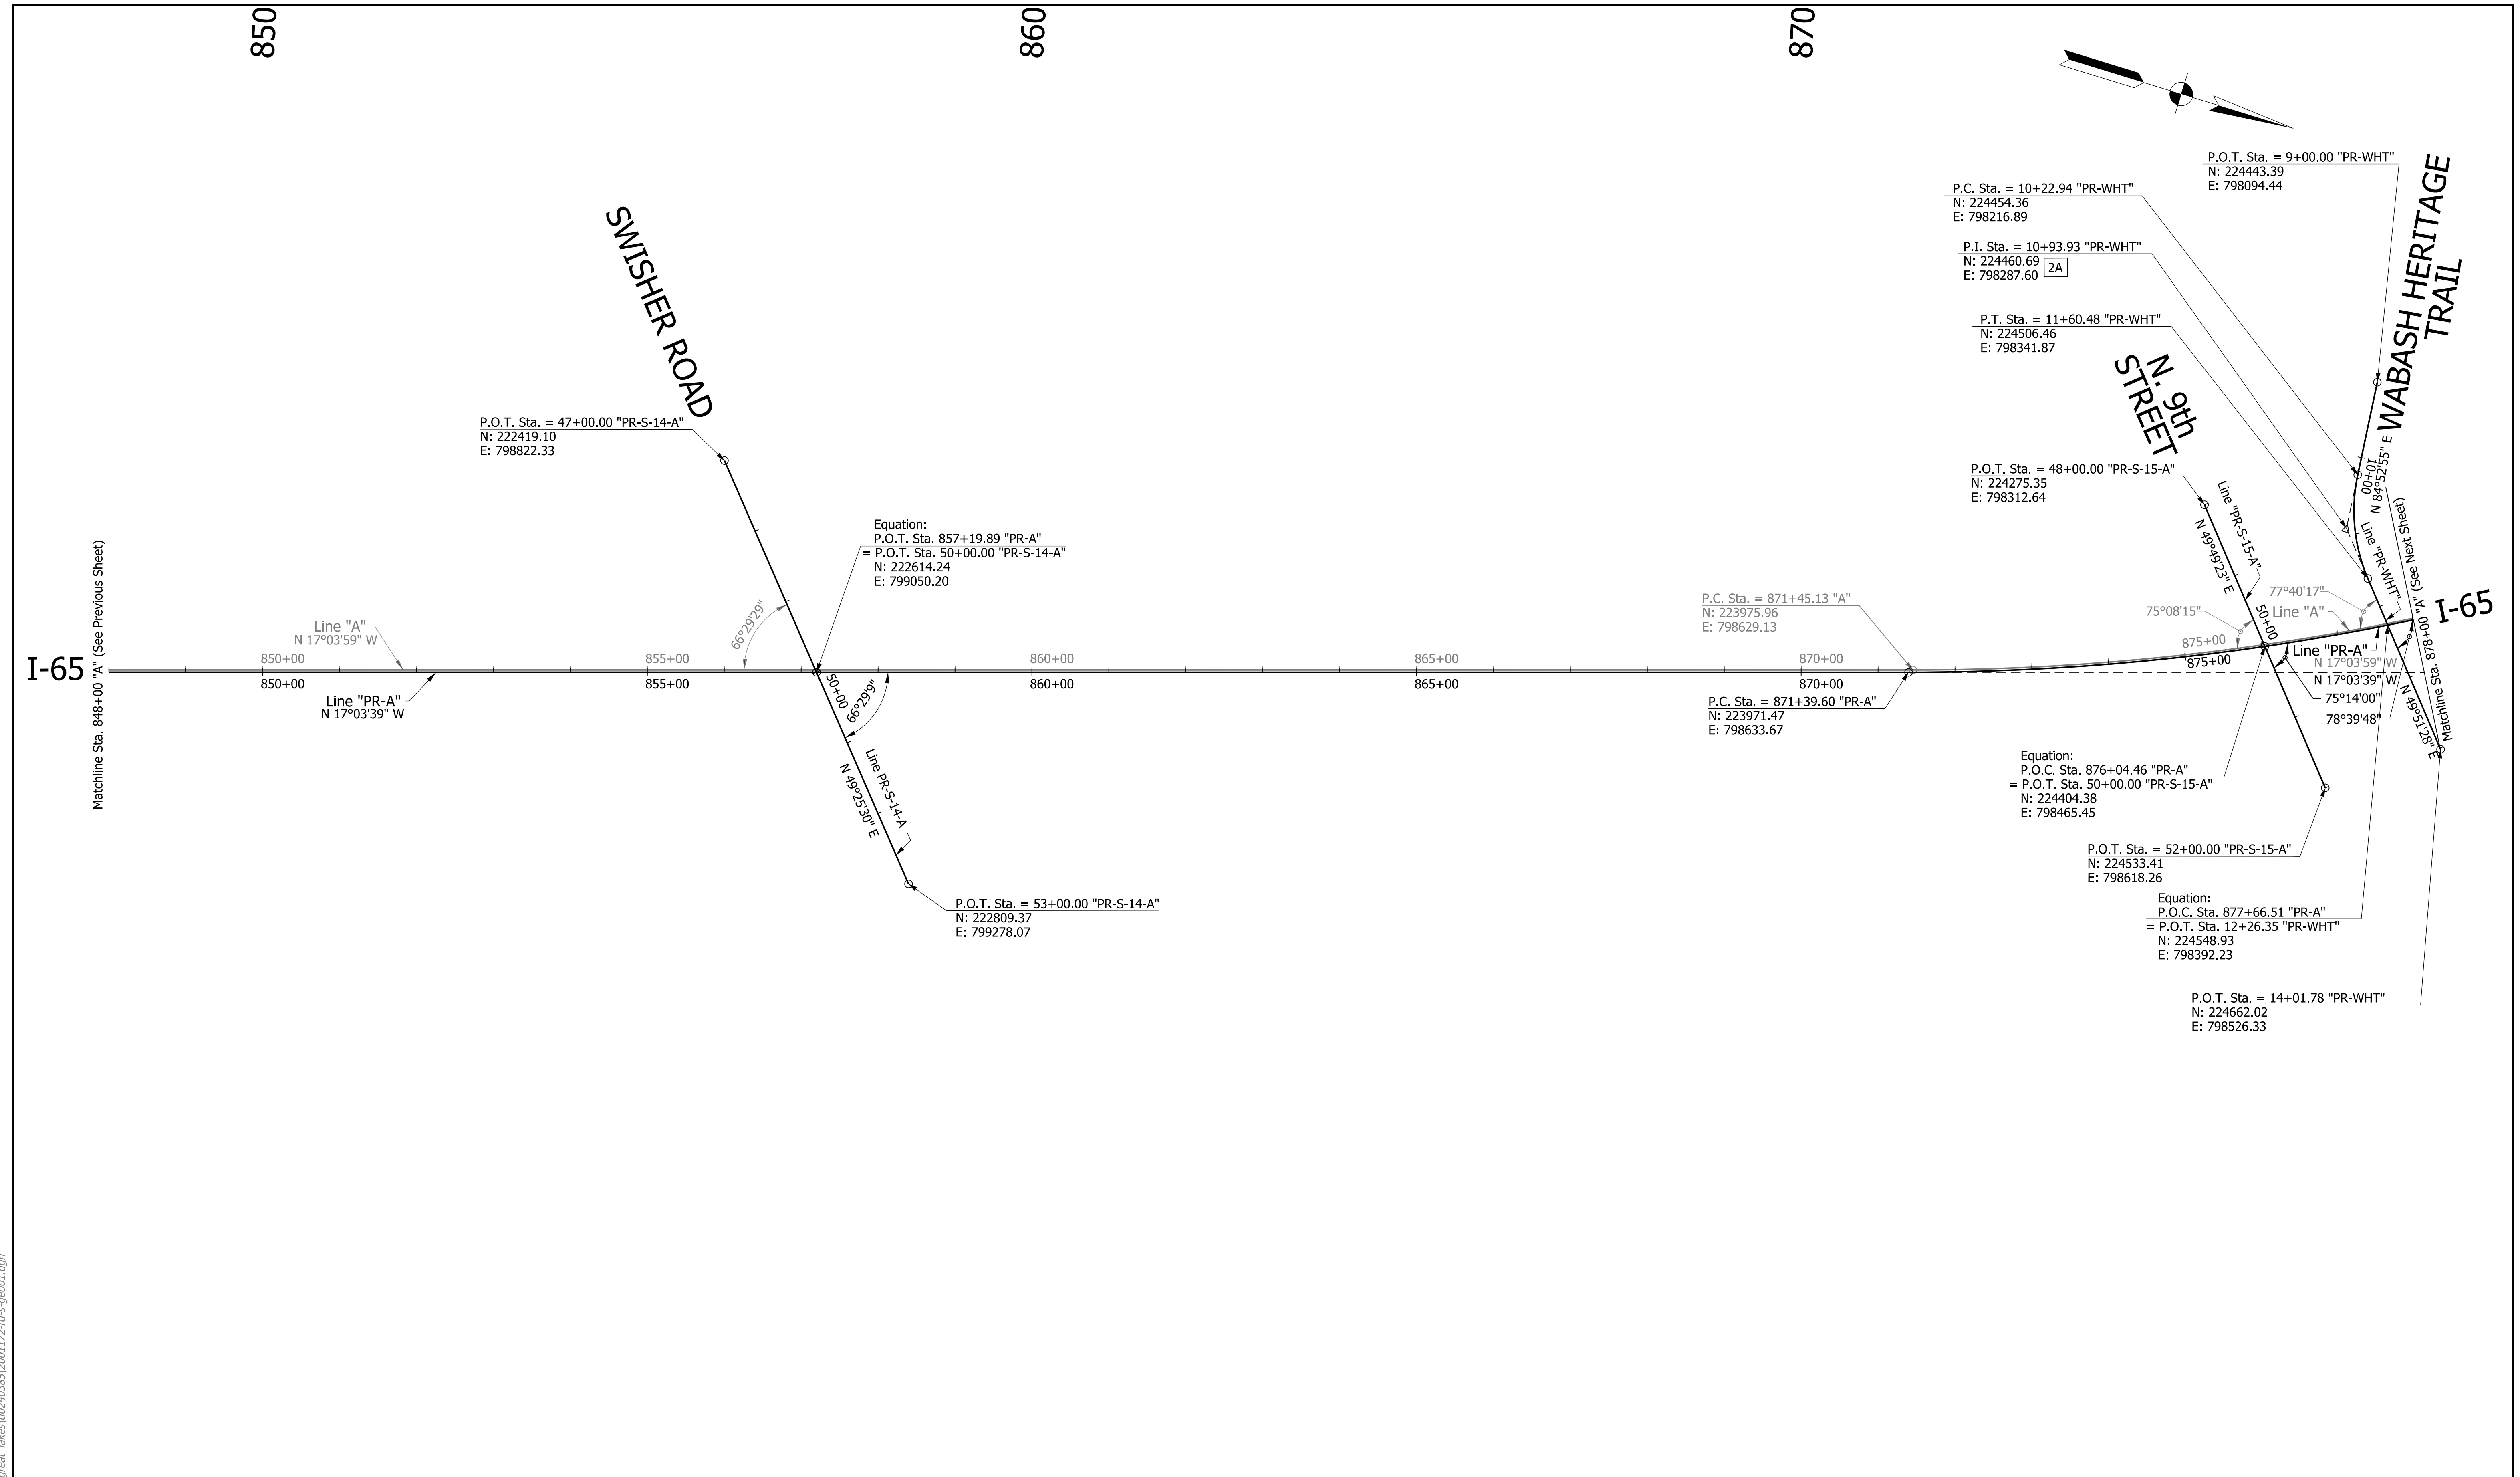 850
860
870
SWISHER ROAD
N. 9th
STREET
WABASH HERITAGE
TRAIL
I-65
I-65
P.O.T. Sta. = 9+00.00 "PR-WHT"
N: 224443.39
E: 798094.44
P.C. Sta. = 10+22.94 "PR-WHT"
N: 224454.36
E: 798216.89
P.I. Sta. = 10+93.93 "PR-WHT"
N: 224460.69
E: 798287.60
2A
P.T. Sta. = 11+60.48 "PR-WHT"
N: 224506.46
E: 798341.87
P.O.T. Sta. = 47+00.00 "PR-S-14-A"
N: 222419.10
E: 798822.33
P.O.T. Sta. = 48+00.00 "PR-S-15-A"
N: 224275.35
E: 798312.64
Equation:
P.O.T. Sta. 857+19.89 "PR-A"
= P.O.T. Sta. 50+00.00 "PR-S-14-A"
N: 222614.24
E: 799050.20
Matchline Sta. 848+00 "A" (See Previous Sheet)
Line "A"
N 17°03'59" W
850+00
855+00
860+00
865+00
870+00
875+00
850+00
855+00
860+00
865+00
870+00
875+00
Line "PR-A"
N 17°03'39" W
66°29'29"
50+00
66°29'9"
Line PR-S-14-A
N 49°25'30" E
P.O.T. Sta. = 53+00.00 "PR-S-14-A"
N: 222809.37
E: 799278.07
P.C. Sta. = 871+45.13 "A"
N: 223975.96
E: 798629.13
P.C. Sta. = 871+39.60 "PR-A"
N: 223971.47
E: 798633.67
Line "PR-S-15-A"
N 49°49'23" E
50+00
10+00
N 84°52'55" E
Line "PR-WHT"
77°40'17"
75°08'15"
Line "A"
Line "PR-A"
N 17°03'59" W
N 17°03'39" W
75°14'00"
78°39'48"
N 49°51'28" E
Matchline Sta. 878+00 "A" (See Next Sheet)
Equation:
P.O.C. Sta. 876+04.46 "PR-A"
= P.O.T. Sta. 50+00.00 "PR-S-15-A"
N: 224404.38
E: 798465.45
P.O.T. Sta. = 52+00.00 "PR-S-15-A"
N: 224533.41
E: 798618.26
Equation:
P.O.C. Sta. 877+66.51 "PR-A"
= P.O.T. Sta. 12+26.35 "PR-WHT"
N: 224548.93
E: 798392.23
P.O.T. Sta. = 14+01.78 "PR-WHT"
N: 224662.02
E: 798526.33